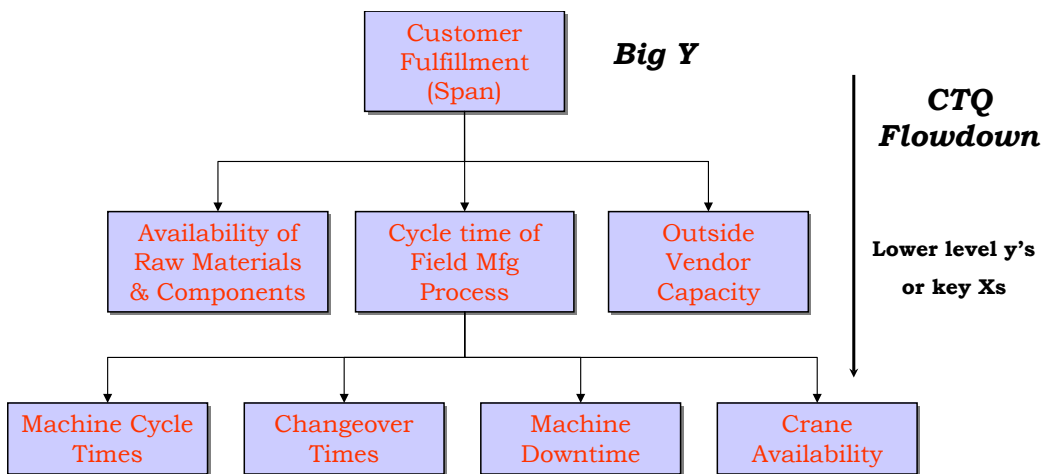 Customer
Fulfillment
(Span)
Big Y
CTQ
Flowdown
Availability of
Raw Materials
& Components
Cycle time of
Field Mfg
Process
Outside
Vendor
Capacity
Lower level y's
or key Xs
Machine Cycle
Times
Changeover
Times
Machine
Downtime
Crane
Availability